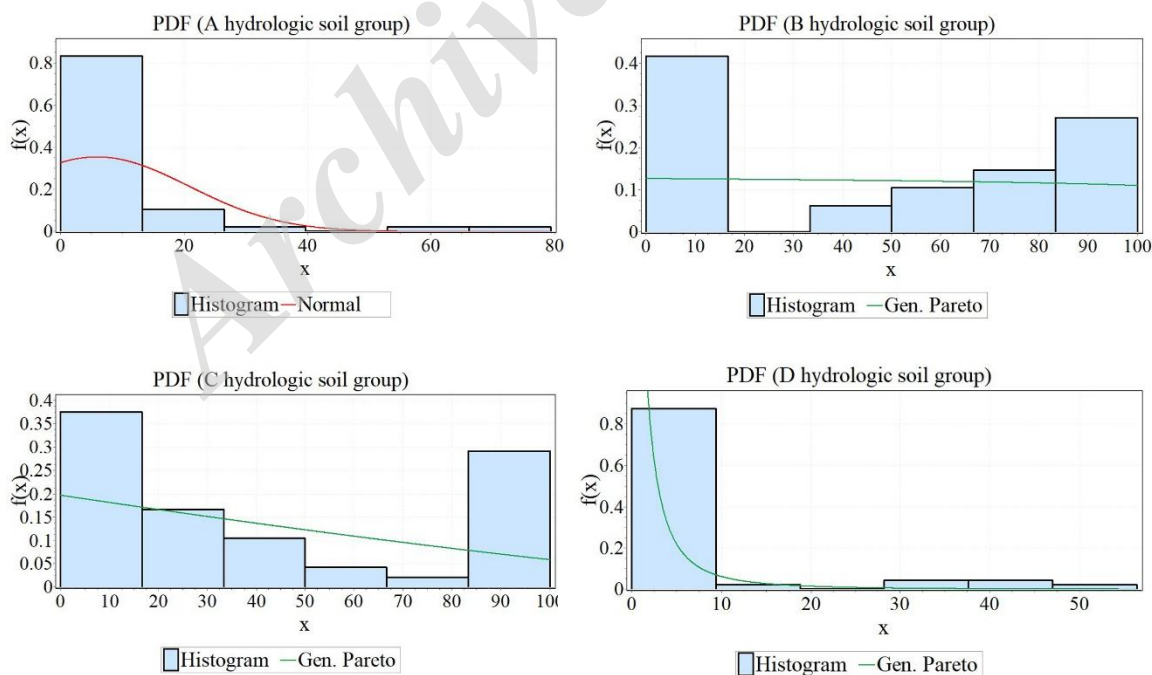 PDF (A hydrologic soil group)
f(x)
0.8
0.6
0.4
0.2
0
0 20 40 60 80
x
Histogram Normal
PDF (B hydrologic soil group)
f(x)
0.4
0.3
0.2
0.1
0
0 10 20 30 40 50 60 70 80 90 100
x
Histogram Gen. Pareto
PDF (C hydrologic soil group)
f(x)
0.4
0.35
0.3
0.25
0.2
0.15
0.1
0.05
0
0 10 20 30 40 50 60 70 80 90 100
x
Histogram Gen. Pareto
PDF (D hydrologic soil group)
f(x)
0.8
0.6
0.4
0.2
0
0 10 20 30 40 50
x
Histogram Gen. Pareto
Archive